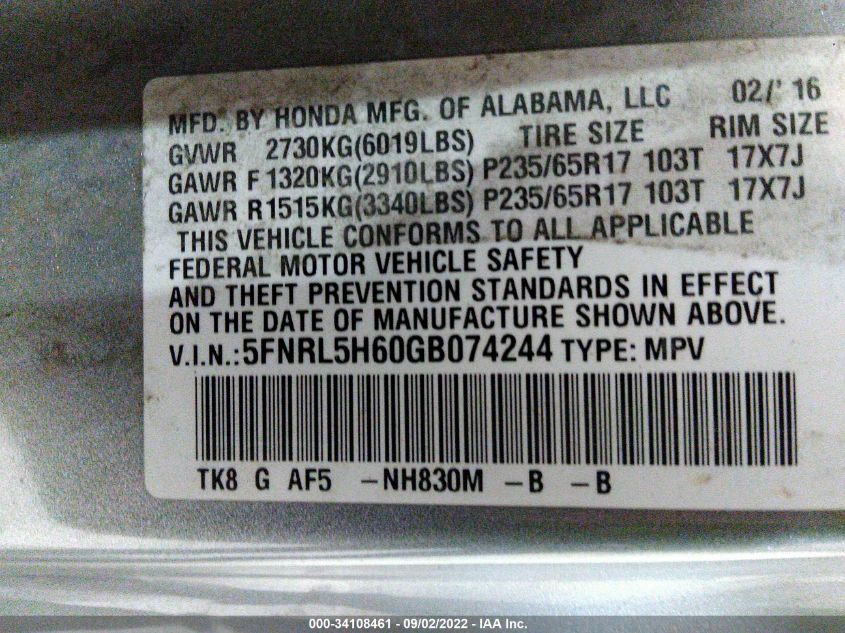 MFD. BY HONDA MFG. OF ALABAMA, LLC 02/' 16
GVWR 2730KG(6019LBS) TIRE SIZE RIM SIZE
GAWR F 1320KG(2910LBS) P235/65R17 103T 17X7J
GAWR R1515KG(3340LBS) P235/65R17 103T 17X7J
THIS VEHICLE CONFORMS TO ALL APPLICABLE
FEDERAL MOTOR VEHICLE SAFETY
AND THEFT PREVENTION STANDARDS IN EFFECT
ON THE DATE OF MANUFACTURE SHOWN ABOVE.
V.I.N.:5FNRL5H60GB074244 TYPE: MPV
TK8 G AF5 -NH830M -B -B
000-34108461 - 09/02/2022 - IAA Inc.